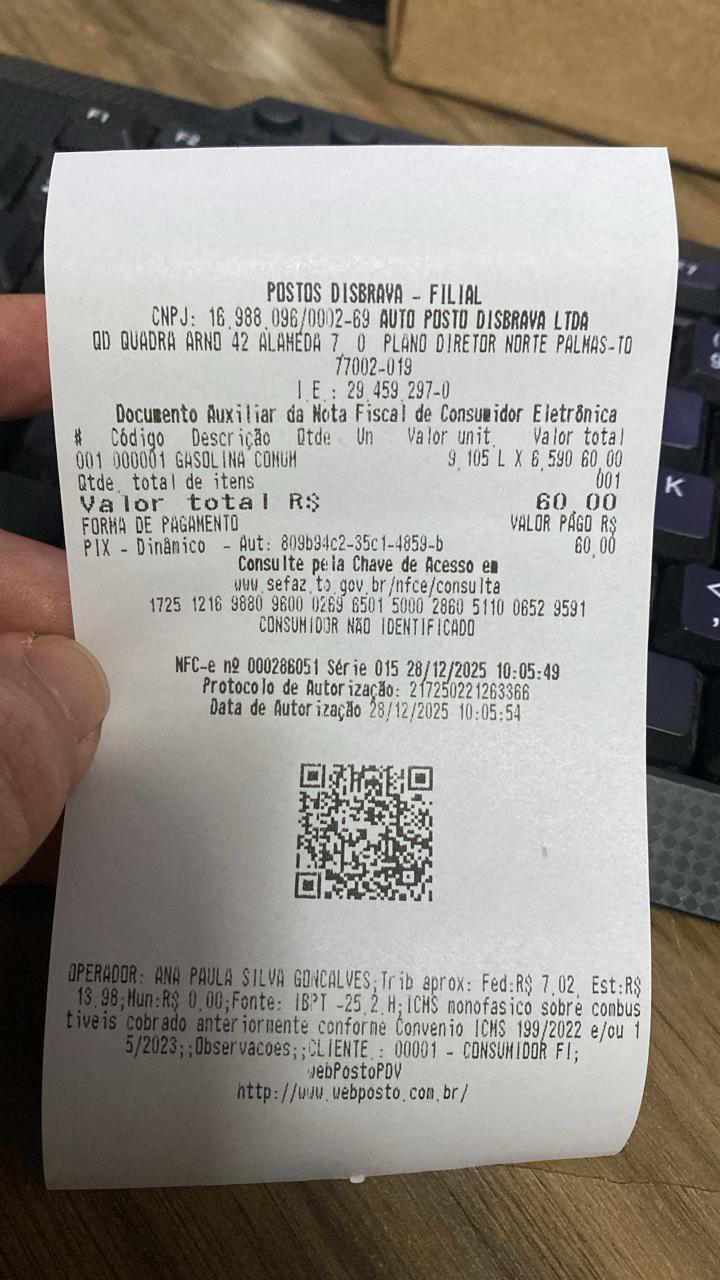 F1
F2
K
POSTOS DISBRAVA - FILIAL
CNPJ: 16.988.096/0002-69 AUTO POSTO DISBRAVA LTDA
QD QUADRA ARNO 42 ALAMEDA 7, 0 PLANO DIRETOR NORTE PALMAS-TO
77002-019
I.E.: 29.459.297-0
Documento Auxiliar da Nota Fiscal de Consumidor Eletrônica
# Código Descrição Qtde Un Valor unit. Valor total
001 000001 GASOLINA COMUM 9,105 L X 6,590 60,00
Qtde. total de itens 001
Valor total R$ 60,00
FORMA DE PAGAMENTO VALOR PAGO R$
PIX - Dinâmico - Aut: 809b94c2-35c1-4859-b 60,00
Consulte pela Chave de Acesso em
www.sefaz.to.gov.br/nfce/consulta
1725 1216 9880 9600 0269 6501 5000 2860 5110 0652 9591
CONSUMIDOR NÃO IDENTIFICADO
NFC-e nº 000286051 Série 015 28/12/2025 10:05:49
Protocolo de Autorização: 217250221263366
Data de Autorização 28/12/2025 10:05:54
OPERADOR: ANA PAULA SILVA GONCALVES;Trib aprox: Fed:R$ 7.02, Est:R$
13.98;Mun:R$ 0.00;Fonte: IBPT -25.2.H;ICMS monofasico sobre combus
tiveis cobrado anteriormente conforme Convenio ICMS 199/2022 e/ou 1
5/2023;;Observacoes;;CLIENTE.: 00001 - CONSUMIDOR FI;
webPostoPDV
http://www.webposto.com.br/